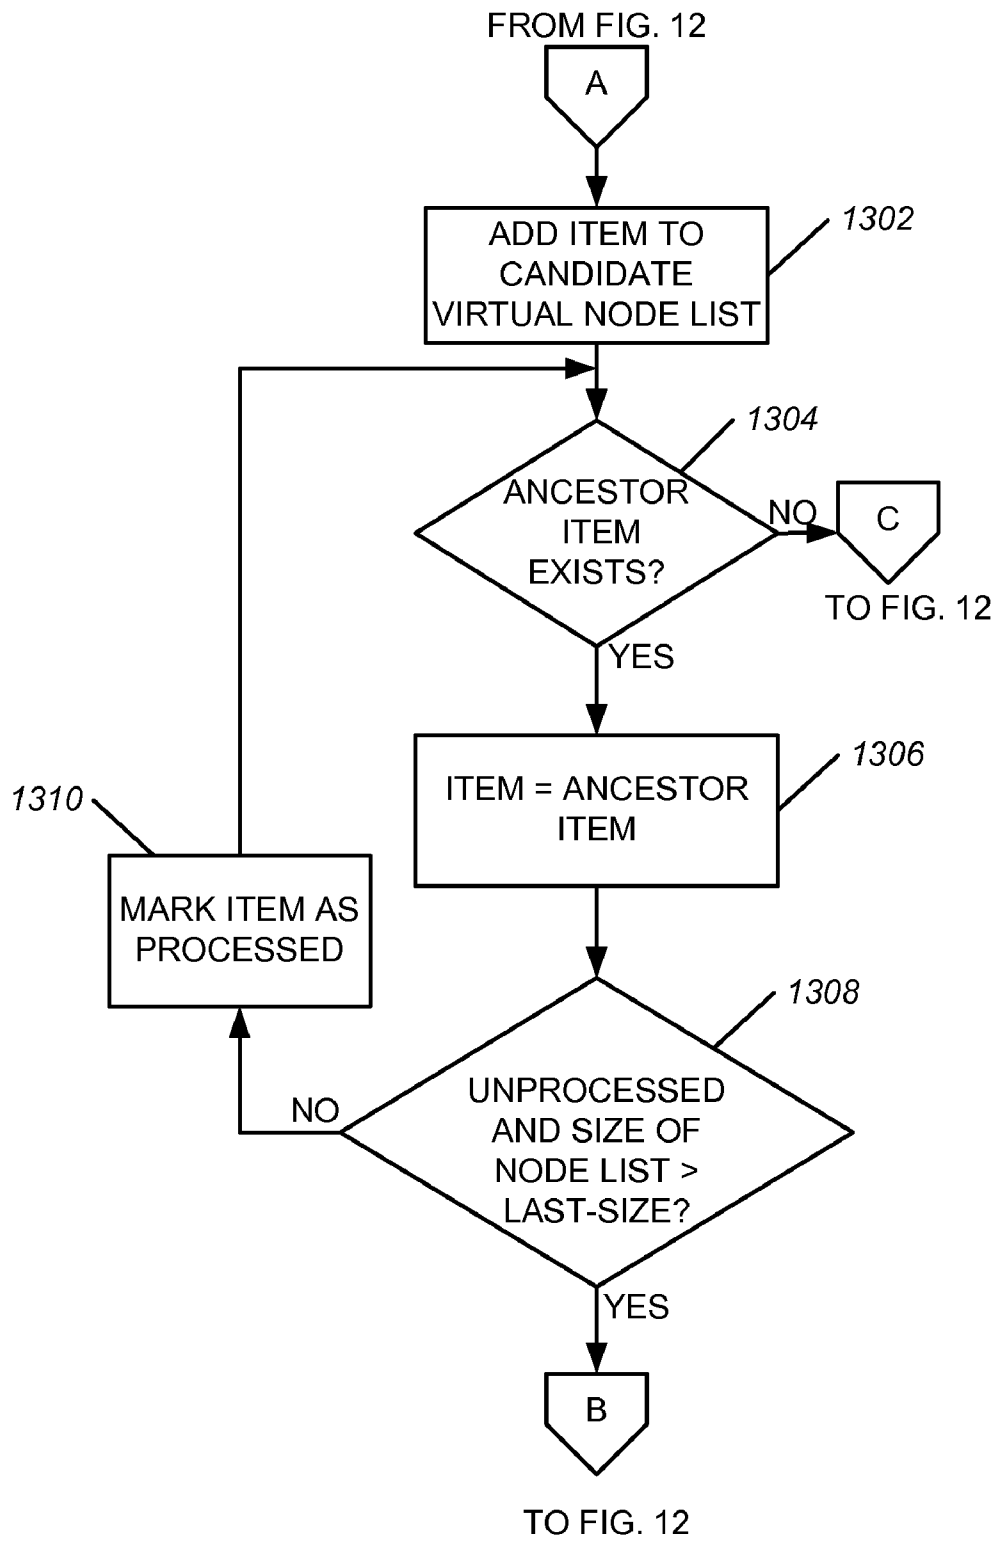 FROM FIG. 12
A
1302
ADD ITEM TO
CANDIDATE
VIRTUAL NODE LIST
1304
ANCESTOR
ITEM
EXISTS?
NO
C
TO FIG. 12
YES
1306
ITEM = ANCESTOR
ITEM
1310
MARK ITEM AS
PROCESSED
1308
UNPROCESSED
AND SIZE OF
NODE LIST >
LAST-SIZE?
NO
YES
B
TO FIG. 12